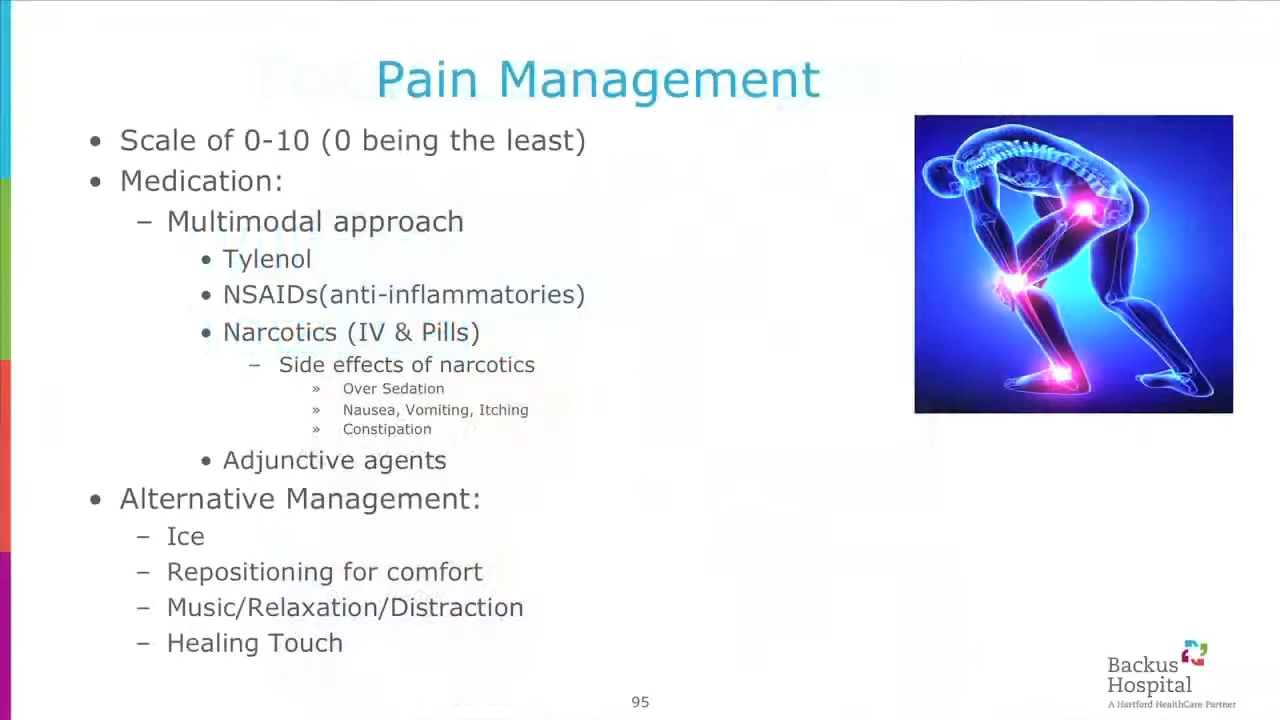 Pain Management
• Scale of 0-10 (0 being the least)
• Medication:
– Multimodal approach
• Tylenol
• NSAIDs(anti-inflammatories)
• Narcotics (IV & Pills)
– Side effects of narcotics
» Over Sedation
» Nausea, Vomiting, Itching
» Constipation
• Adjunctive agents
• Alternative Management:
– Ice
– Repositioning for comfort
– Music/Relaxation/Distraction
– Healing Touch
Backus
Hospital
A Hartford HealthCare Partner
95